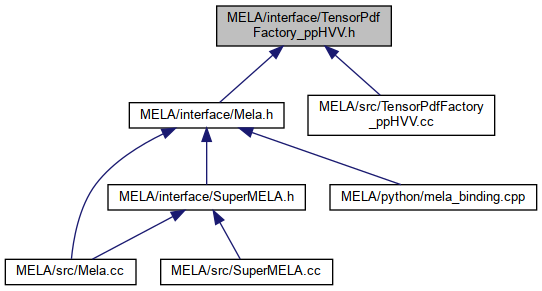 MELA/interface/TensorPdf
Factory_ppHVV.h
MELA/interface/Mela.h
MELA/src/TensorPdfFactory
_ppHVV.cc
MELA/interface/SuperMELA.h
MELA/python/mela_binding.cpp
MELA/src/Mela.cc
MELA/src/SuperMELA.cc